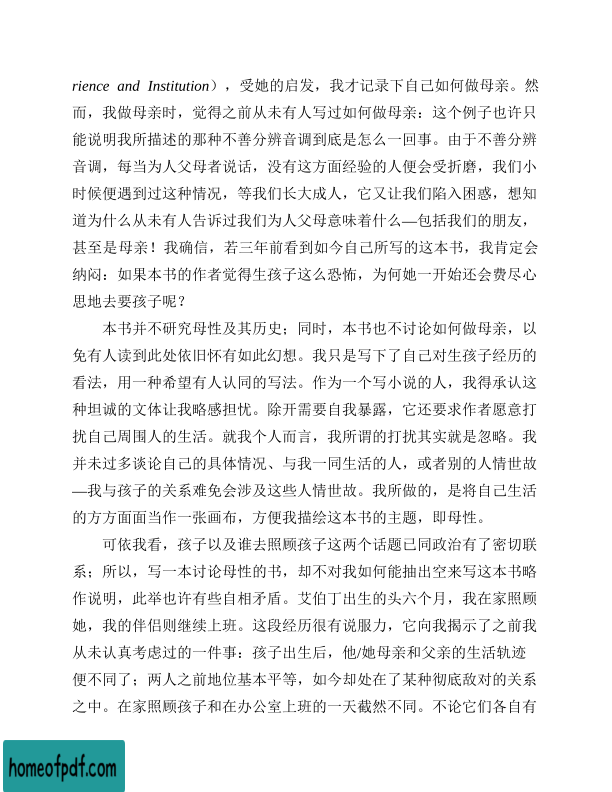 rience and Institution），受她的启发，我才记录下自己如何做母亲。然
而，我做母亲时，觉得之前从未有人写过如何做母亲：这个例子也许只
能说明我所描述的那种不善分辨音调到底是怎么一回事。由于不善分辨
音调，每当为人父母者说话，没有这方面经验的人便会受折磨，我们小
时候便遇到过这种情况，等我们长大成人，它又让我们陷入困惑，想知
道为什么从未有人告诉过我们为人父母意味着什么—包括我们的朋友，
甚至是母亲！我确信，若三年前看到如今自己所写的这本书，我肯定会
纳闷：如果本书的作者觉得生孩子这么恐怖，为何她一开始还会费尽心
思地去要孩子呢？
本书并不研究母性及其历史；同时，本书也不讨论如何做母亲，以
免有人读到此处依旧怀有如此幻想。我只是写下了自己对生孩子经历的
看法，用一种希望有人认同的写法。作为一个写小说的人，我得承认这
种坦诚的文体让我略感担忧。除开需要自我暴露，它还要求作者愿意打
扰自己周围人的生活。就我个人而言，我所谓的打扰其实就是忽略。我
并未过多谈论自己的具体情况、与我一同生活的人，或者别的人情世故
—我与孩子的关系难免会涉及这些人情世故。我所做的，是将自己生活
的方方面面当作一张画布，方便我描绘这本书的主题，即母性。
可依我看，孩子以及谁去照顾孩子这两个话题已同政治有了密切联
系；所以，写一本讨论母性的书，却不对我如何能抽出空来写这本书略
作说明，此举也许有些自相矛盾。艾伯丁出生的头六个月，我在家照顾
她，我的伴侣则继续上班。这段经历很有说服力，它向我揭示了之前我
从未认真考虑过的一件事：孩子出生后，他/她母亲和父亲的生活轨迹
便不同了；两人之前地位基本平等，如今却处在了某种彻底敌对的关系
之中。在家照顾孩子和在办公室上班的一天截然不同。不论它们各自有
homeofpdf.com